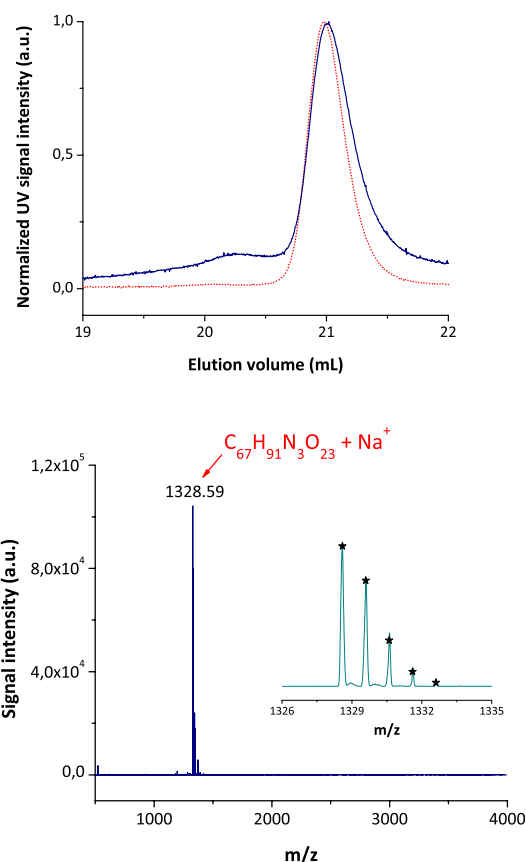 Normalized UV signal intensity (a.u.)
1,0
0,5
0,0
19
20
21
22
Elution volume (mL)
C67H91N3O23 + Na+
1328.59
Signal intensity (a.u.)
1,2x10^5
8,0x10^4
4,0x10^4
0,0
1326
1329
1332
1335
m/z
1000
2000
3000
4000
m/z